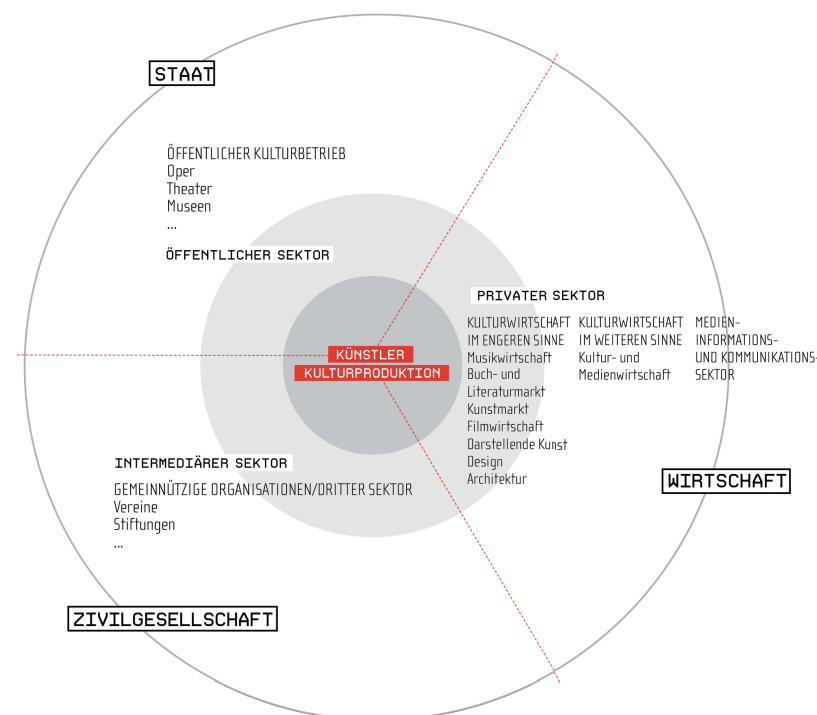 STAAT
ÖFFENTLICHER KULTURBETRIEB
Oper
Theater
Museen
...
ÖFFENTLICHER SEKTOR
KÜNSTLER
KULTURPRODUKTION
PRIVATER SEKTOR
KULTURWIRTSCHAFT
IM ENGEREN SINNE
Musikwirtschaft
Buch- und
Literaturmarkt
Kunstmarkt
Filmwirtschaft
Darstellende Kunst
Design
Architektur
KULTURWIRTSCHAFT
IM WEITEREN SINNE
Kultur- und
Medienwirtschaft
MEDIEN-
INFORMATIONS-
UND KOMMUNIKATIONS-
SEKTOR
WIRTSCHAFT
INTERMEDIÄRER SEKTOR
GEMEINNÜTZIGE ORGANISATIONEN/DRITTER SEKTOR
Vereine
Stiftungen
...
ZIVILGESELLSCHAFT